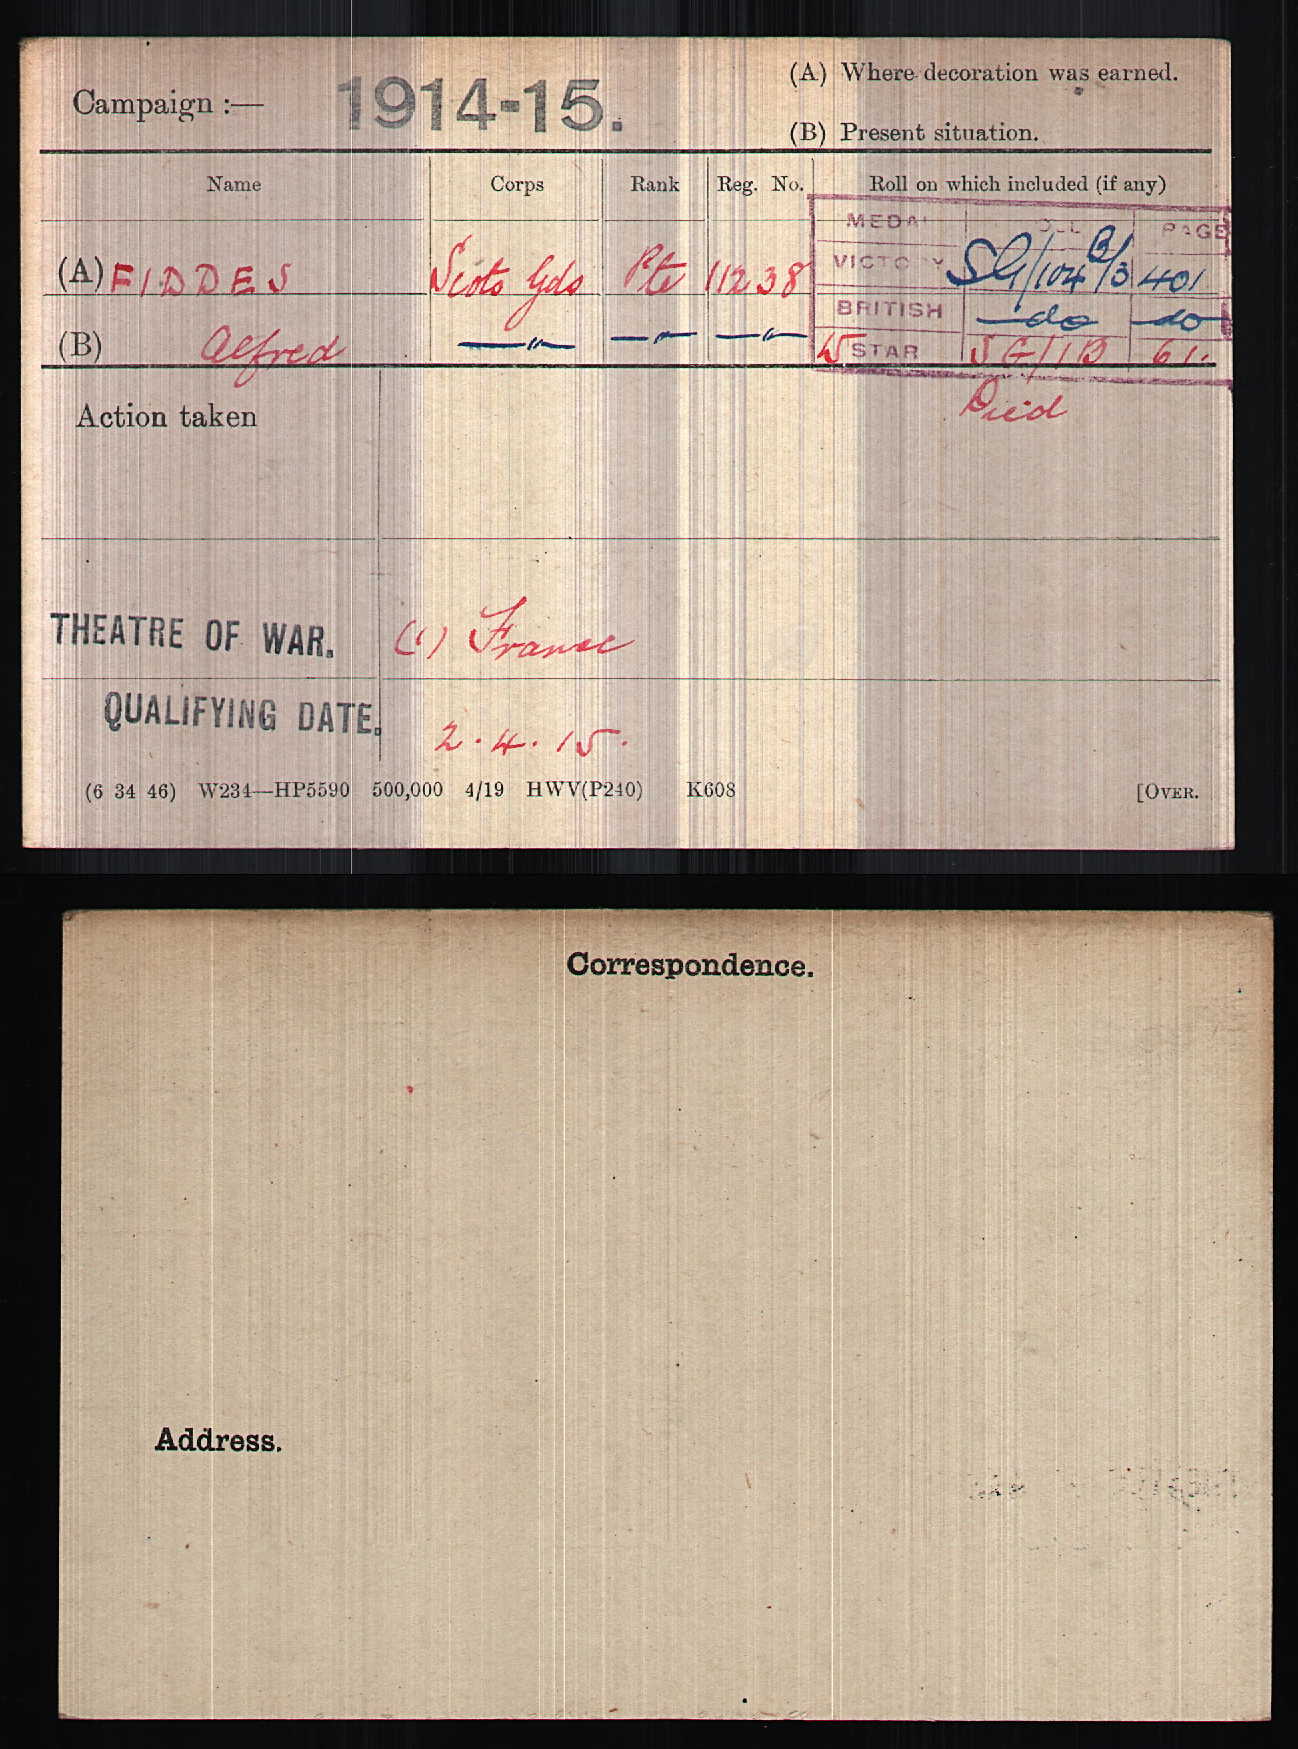 Campaign :— 1914-15.
(A) Where decoration was earned.
(B) Present situation.
Name Corps Rank Reg. No. Roll on which included (if any)
MEDAL ROLL PAGE
(A) FIDDES Scots Gds Pte 11238 VICTORY SG/104 B/3 401
BRITISH —do— —do—
(B) Alfred —"— —"— —"— 15 STAR SG/1B 61.
Died
Action taken
THEATRE OF WAR. (1) France
QUALIFYING DATE. 2.4.15.
(6 34 46) W234—HP5590 500,000 4/19 HWV(P240) K608 [OVER.
Correspondence.
Address.